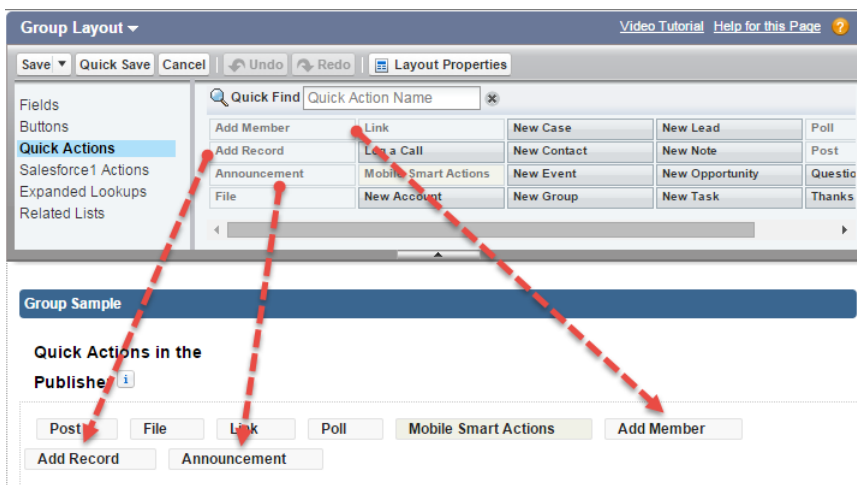 Group Layout
Video Tutorial Help for this Page ?
Save Quick Save Cancel Undo Redo Layout Properties
Fields
Buttons
Quick Actions
Salesforce1 Actions
Expanded Lookups
Related Lists
Quick Find Quick Action Name
Add Member Link New Case New Lead Poll
Add Record Log a Call New Contact New Note Post
Announcement Mobile Smart Actions New Event New Opportunity Questio
File New Account New Group New Task Thanks
Group Sample
Quick Actions in the
Publisher i
Post File Link Poll Mobile Smart Actions Add Member
Add Record Announcement